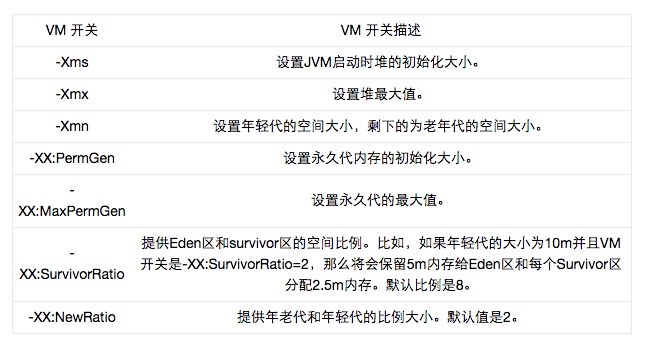 VM 开关 VM 开关描述
-Xms 设置JVM启动时堆的初始化大小。
-Xmx 设置堆最大值。
-Xmn 设置年轻代的空间大小，剩下的为老年代的空间大小。
-XX:PermGen 设置永久代内存的初始化大小。
-
XX:MaxPermGen 设置永久代的最大值。
-
XX:SurvivorRatio
提供Eden区和survivor区的空间比例。比如，如果年轻代的大小为10m并且VM
开关是-XX:SurvivorRatio=2，那么将会保留5m内存给Eden区和每个Survivor区
分配2.5m内存。默认比例是8。
-XX:NewRatio 提供年老代和年轻代的比例大小。默认值是2。